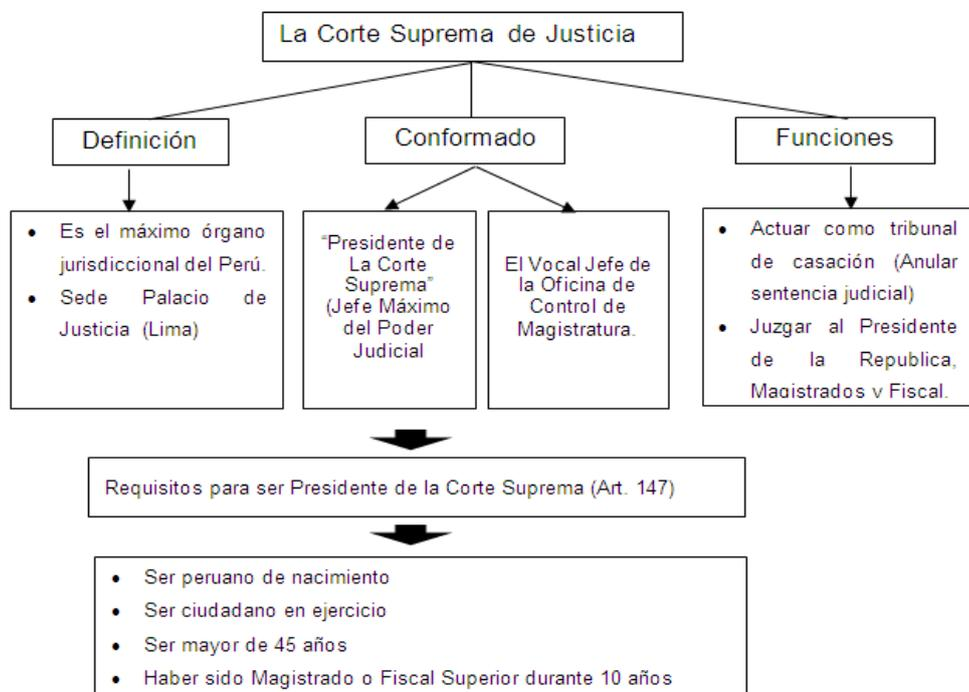 La Corte Suprema de Justicia
Definición
Conformado
Funciones
• Es el máximo órgano
jurisdiccional del Perú.
• Sede Palacio de
Justicia (Lima)
“Presidente de
La Corte
Suprema”
(Jefe Máximo
del Poder
Judicial
El Vocal Jefe de
la Oficina de
Control de
Magistratura.
• Actuar como tribunal
de casación (Anular
sentencia judicial)
• Juzgar al Presidente
de la Republica,
Magistrados y Fiscal.
Requisitos para ser Presidente de la Corte Suprema (Art. 147)
• Ser peruano de nacimiento
• Ser ciudadano en ejercicio
• Ser mayor de 45 años
• Haber sido Magistrado o Fiscal Superior durante 10 años